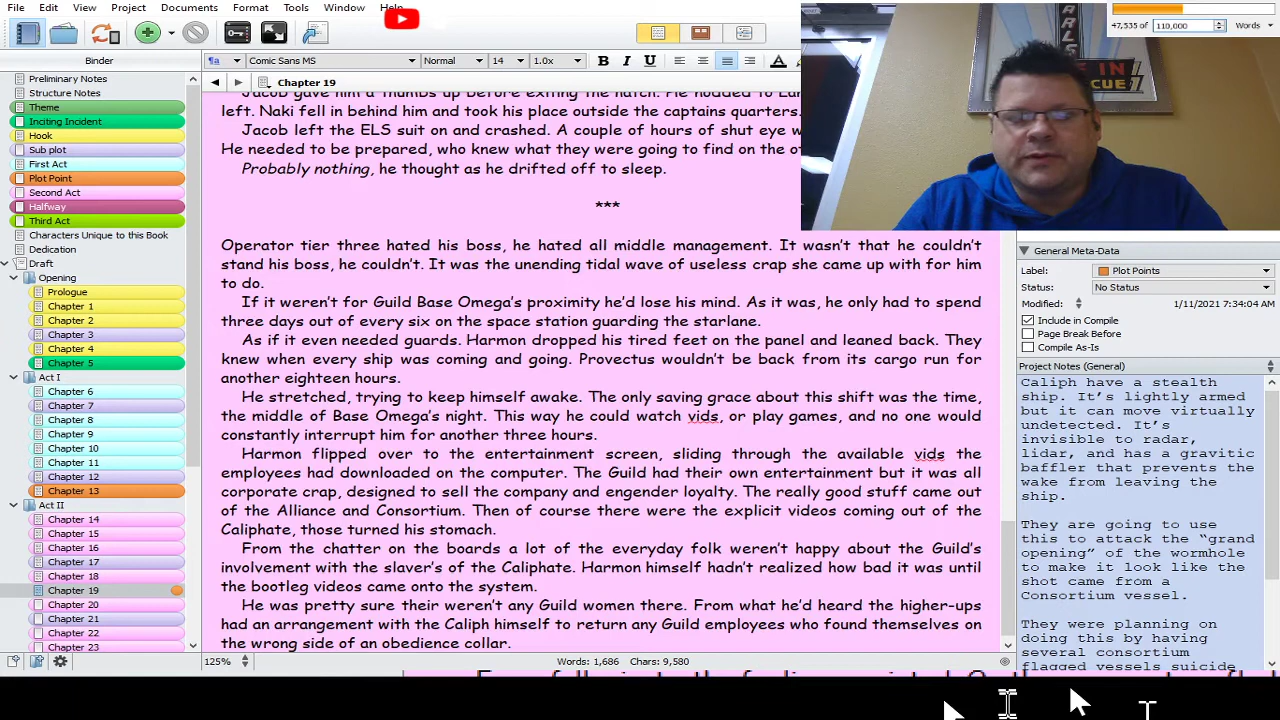 File Edit View Project Documents Format Tools Window Help
47,535 of 110,000 Words
Comic Sans MS Normal 14 1.0x B I U A
Binder
Chapter 19
Preliminary Notes
Structure Notes
Theme
Inciting Incident
Hook
Sub plot
First Act
Plot Point
Second Act
Halfway
Third Act
Characters Unique to this Book
Dedication
Draft
Opening
Prologue
Chapter 1
Chapter 2
Chapter 3
Chapter 4
Chapter 5
Act I
Chapter 6
Chapter 7
Chapter 8
Chapter 9
Chapter 10
Chapter 11
Chapter 12
Chapter 13
Act II
Chapter 14
Chapter 15
Chapter 16
Chapter 17
Chapter 18
Chapter 19
Chapter 20
Chapter 21
Chapter 22
Chapter 23
Jacob gave him a thumbs up before exiting the hatch. He nodded to
left. Naki fell in behind him and took his place outside the captains quarters.
Jacob left the ELS suit on and crashed. A couple of hours of shut eye
He needed to be prepared, who knew what they were going to find on the
Probably nothing, he thought as he drifted off to sleep.
***
Operator tier three hated his boss, he hated all middle management. It wasn't that he couldn't
stand his boss, he couldn't. It was the unending tidal wave of useless crap she came up with for him
to do.
If it weren't for Guild Base Omega's proximity he'd lose his mind. As it was, he only had to spend
three days out of every six on the space station guarding the starlane.
As if it even needed guards. Harmon dropped his tired feet on the panel and leaned back. They
knew when every ship was coming and going. Provectus wouldn't be back from its cargo run for
another eighteen hours.
He stretched, trying to keep himself awake. The only saving grace about this shift was the time,
the middle of Base Omega's night. This way he could watch vids, or play games, and no one would
constantly interrupt him for another three hours.
Harmon flipped over to the entertainment screen, sliding through the available vids the
employees had downloaded on the computer. The Guild had their own entertainment but it was all
corporate crap, designed to sell the company and engender loyalty. The really good stuff came out
of the Alliance and Consortium. Then of course there were the explicit videos coming out of the
Caliphate, those turned his stomach.
From the chatter on the boards a lot of the everyday folk weren't happy about the Guild's
involvement with the slaver's of the Caliphate. Harmon himself hadn't realized how bad it was until
the bootleg videos came onto the system.
He was pretty sure their weren't any Guild women there. From what he'd heard the higher-ups
had an arrangement with the Caliph himself to return any Guild employees who found themselves on
the wrong side of an obedience collar.
125% Words: 1,686 Chars: 9,580
General Meta-Data
Label: Plot Points
Status: No Status
Modified: 1/11/2021 7:34:04 AM
Include in Compile
Page Break Before
Compile As-Is
Project Notes (General)
Caliph have a stealth
ship. It's lightly armed
but it can move virtually
undetected. It's
invisible to radar,
lidar, and has a gravitic
baffler that prevents the
wake from leaving the
ship.
They are going to use
this to attack the "grand
opening" of the wormhole
to make it look like the
shot came from a
Consortium vessel.
They were planning on
doing this by having
several consortium
flagged vessels suicide